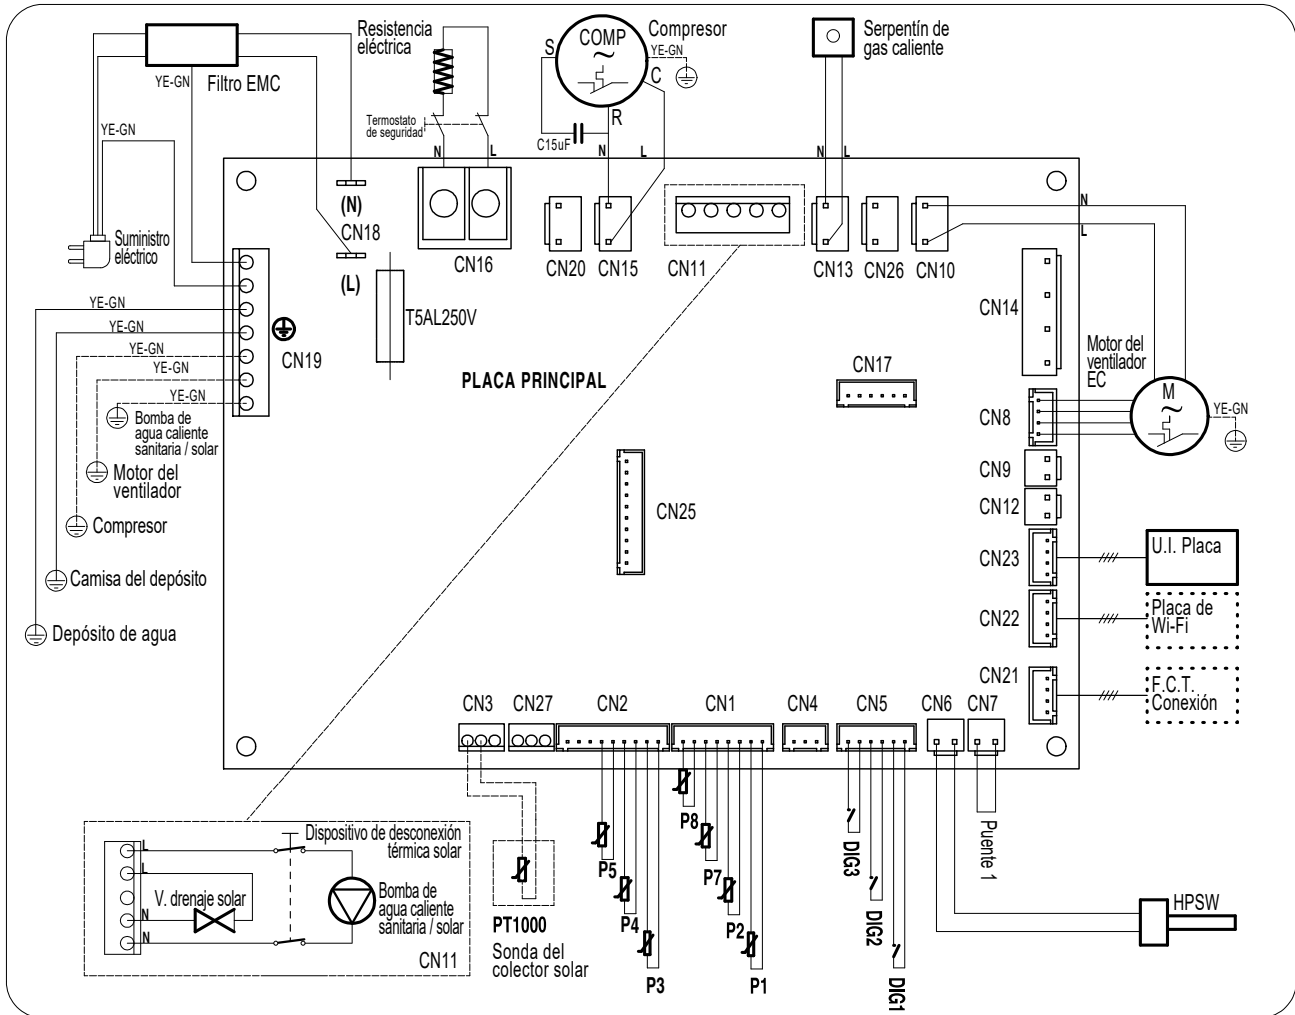 Resistencia
eléctrica
COMP
~
Compresor
S
YE-GN
C
R
Serpentín de
gas caliente
YE-GN
Filtro EMC
YE-GN
Termostato
de seguridad
C15uF
N
L
N
L
N
L
N
L
(N)
CN18
(L)
Suministro
eléctrico
CN16
CN20
CN15
CN11
CN13
CN26
CN10
YE-GN
YE-GN
YE-GN
YE-GN
YE-GN
CN19
T5AL250V
CN14
PLACA PRINCIPAL
CN17
Motor del
ventilador
EC
M
~
YE-GN
CN8
Bomba de
agua caliente
sanitaria / solar
Motor del
ventilador
CN9
CN12
CN25
Compresor
CN23
U.I. Placa
Camisa del depósito
CN22
Placa de
Wi-Fi
Depósito de agua
CN21
F.C.T.
Conexión
CN3
CN27
CN2
CN1
CN4
CN5
CN6
CN7
P8
P5
P7
P4
P2
P3
P1
DIG3
DIG2
DIG1
Puente 1
HPSW
Dispositivo de desconexión
térmica solar
L
L
V. drenaje solar
N
N
Bomba de
agua caliente
sanitaria / solar
CN11
PT1000
Sonda del
colector solar